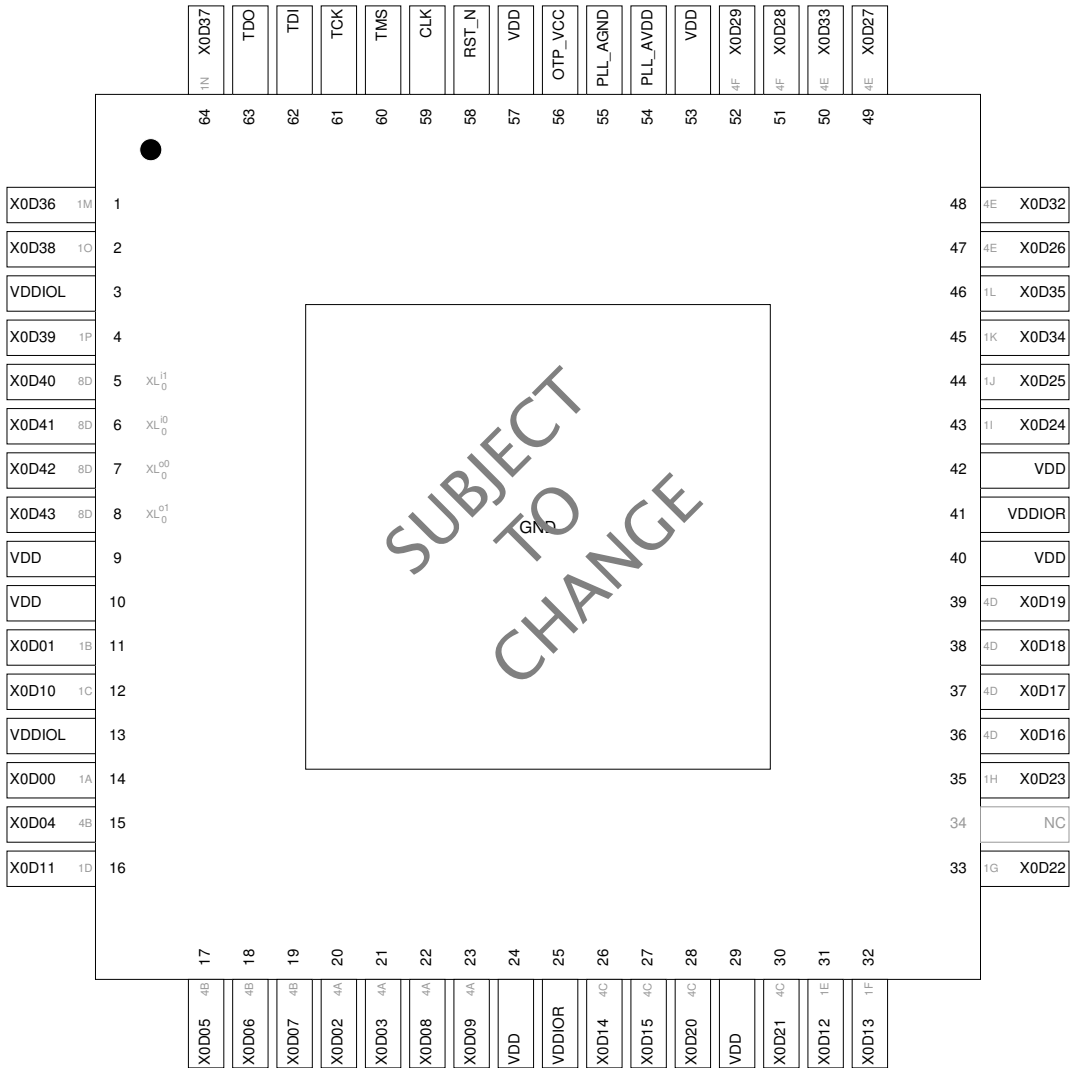 X0D37 TDO TDI TCK TMS CLK RST_N VDD OTP_VCC PLL_AGND PLL_AVDD VDD X0D29 X0D28 X0D33 X0D27
1N 4F 4F 4E 4E
64 63 62 61 60 59 58 57 56 55 54 53 52 51 50 49
X0D36 1M 1 48 4E X0D32
X0D38 1O 2 47 4E X0D26
VDDIOL 3 46 1L X0D35
X0D39 1P 4 45 1K X0D34
X0D40 8D 5 XL₀ⁱ¹ 44 1J X0D25
X0D41 8D 6 XL₀ⁱ⁰ 43 1I X0D24
X0D42 8D 7 XL₀ᵒ⁰ 42 VDD
X0D43 8D 8 XL₀ᵒ¹ 41 VDDIOR
VDD 9 40 VDD
VDD 10 39 4D X0D19
X0D01 1B 11 38 4D X0D18
X0D10 1C 12 37 4D X0D17
VDDIOL 13 36 4D X0D16
X0D00 1A 14 35 1H X0D23
X0D04 4B 15 34 NC
X0D11 1D 16 33 1G X0D22
GND
SUBJECT
TO
CHANGE
17 18 19 20 21 22 23 24 25 26 27 28 29 30 31 32
4B 4B 4B 4A 4A 4A 4A 4C 4C 4C 4C 1E 1F
X0D05 X0D06 X0D07 X0D02 X0D03 X0D08 X0D09 VDD VDDIOR X0D14 X0D15 X0D20 VDD X0D21 X0D12 X0D13